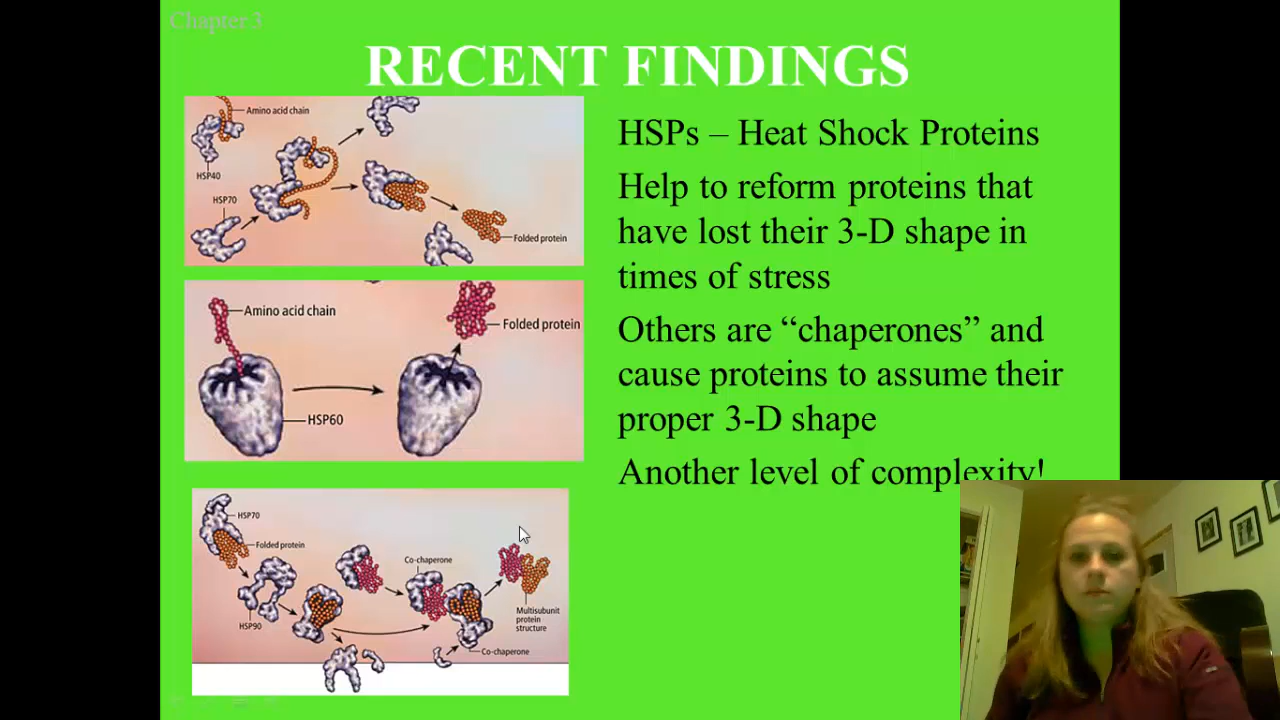 Chapter 3
RECENT FINDINGS
Amino acid chain
HSP40
HSP70
Folded protein
HSPs – Heat Shock Proteins
Help to reform proteins that
have lost their 3-D shape in
times of stress
Others are “chaperones” and
cause proteins to assume their
proper 3-D shape
Another level of complexity!
Amino acid chain
Folded protein
HSP60
HSP70
Folded protein
HSP90
Co-chaperone
Multisubunit
protein
structure
Co-chaperone